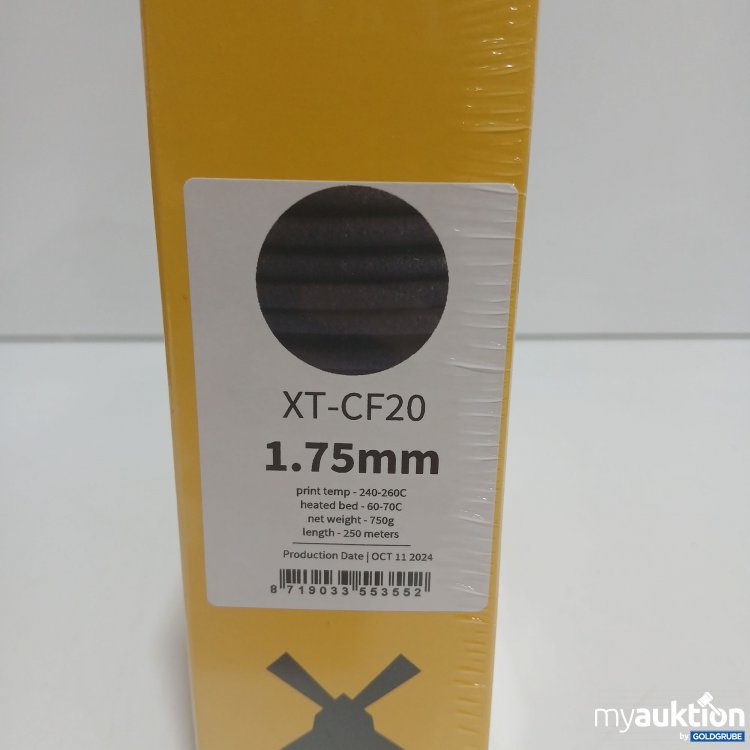 XT-CF20
1.75mm
print temp - 240-260C
heated bed - 60-70C
net weight - 750g
length - 250 meters
Production Date | OCT 11 2024
8 719033 553552
myauktion
by GOLDGRUBE